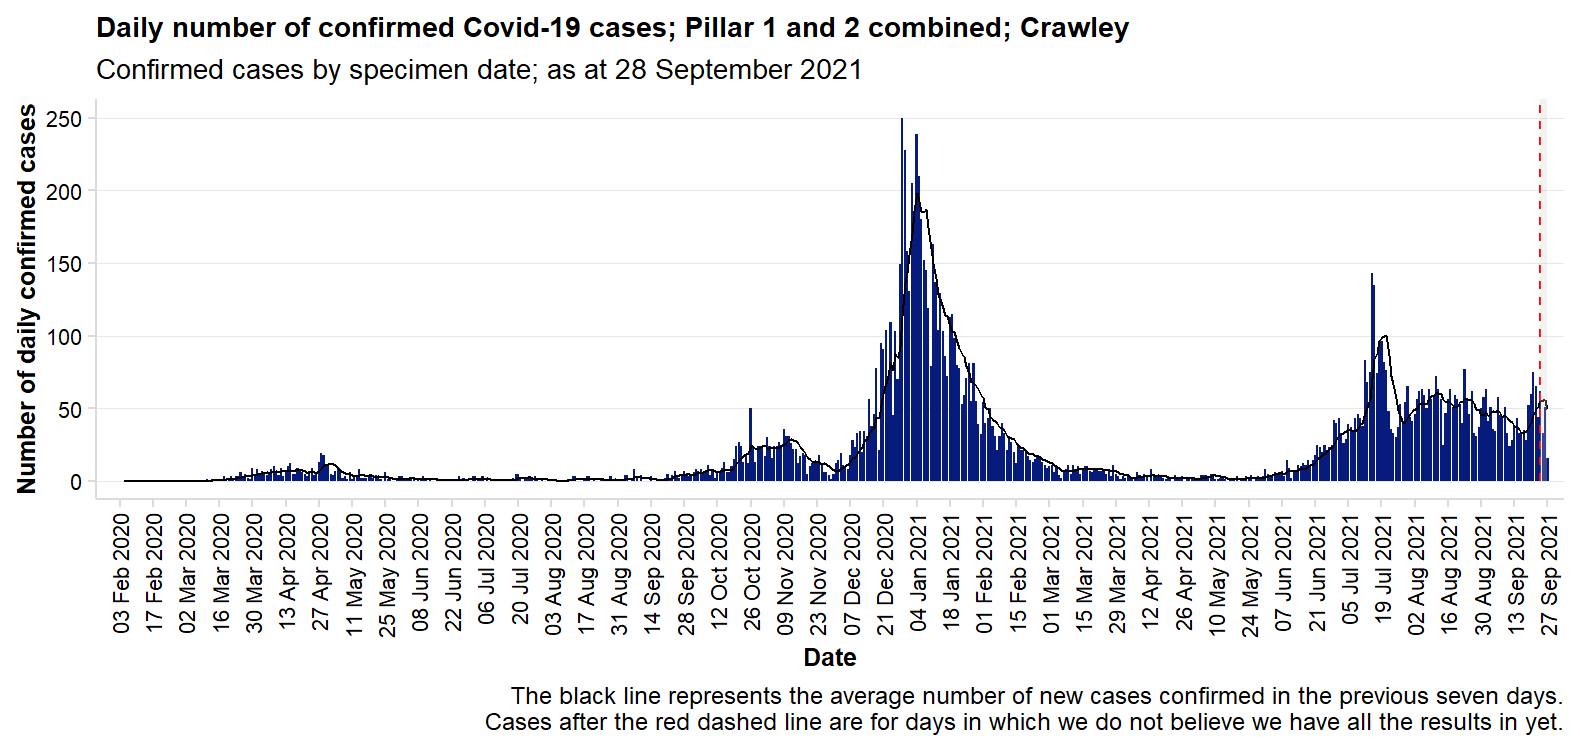 Daily number of confirmed Covid-19 cases; Pillar 1 and 2 combined; Crawley
Confirmed cases by specimen date; as at 28 September 2021
Number of daily confirmed cases
250
200
150
100
50
0
03 Feb 2020
17 Feb 2020
02 Mar 2020
16 Mar 2020
30 Mar 2020
13 Apr 2020
27 Apr 2020
11 May 2020
25 May 2020
08 Jun 2020
22 Jun 2020
06 Jul 2020
20 Jul 2020
03 Aug 2020
17 Aug 2020
31 Aug 2020
14 Sep 2020
28 Sep 2020
12 Oct 2020
26 Oct 2020
09 Nov 2020
23 Nov 2020
07 Dec 2020
21 Dec 2020
04 Jan 2021
18 Jan 2021
01 Feb 2021
15 Feb 2021
01 Mar 2021
15 Mar 2021
29 Mar 2021
12 Apr 2021
26 Apr 2021
10 May 2021
24 May 2021
07 Jun 2021
21 Jun 2021
05 Jul 2021
19 Jul 2021
02 Aug 2021
16 Aug 2021
30 Aug 2021
13 Sep 2021
27 Sep 2021
Date
The black line represents the average number of new cases confirmed in the previous seven days.
Cases after the red dashed line are for days in which we do not believe we have all the results in yet.